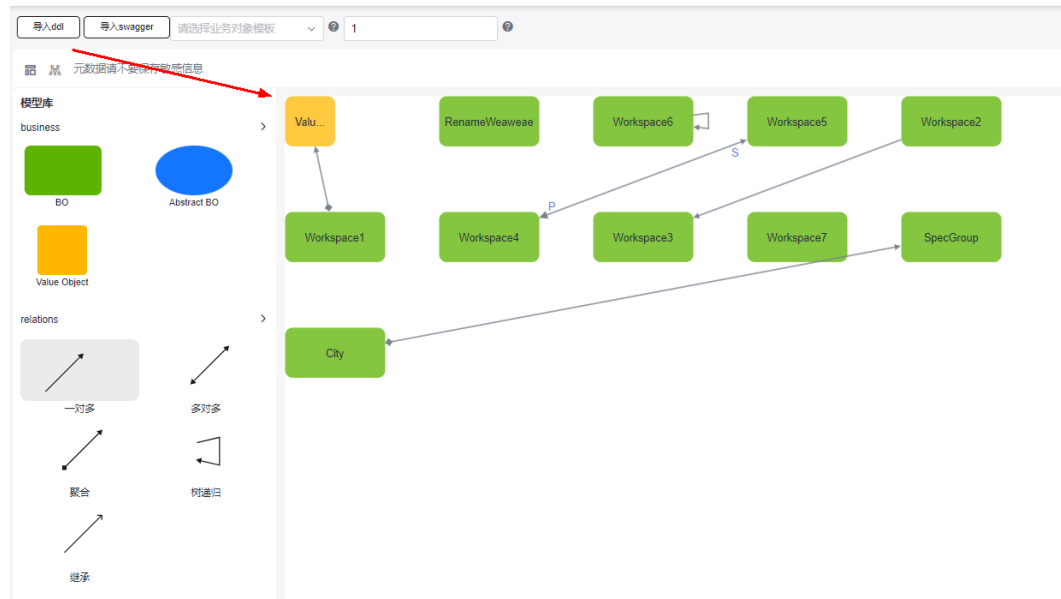 导入ddl 导入swagger 请选择业务对象模板 ? 1 ?
元数据请不要保存敏感信息
模型库
business
BO Abstract BO
Value Object
relations
一对多 多对多
聚合 树递归
继承
Valu... RenameWeaweae Workspace6 Workspace5 Workspace2
S
P
Workspace1 Workspace4 Workspace3 Workspace7 SpecGroup
City